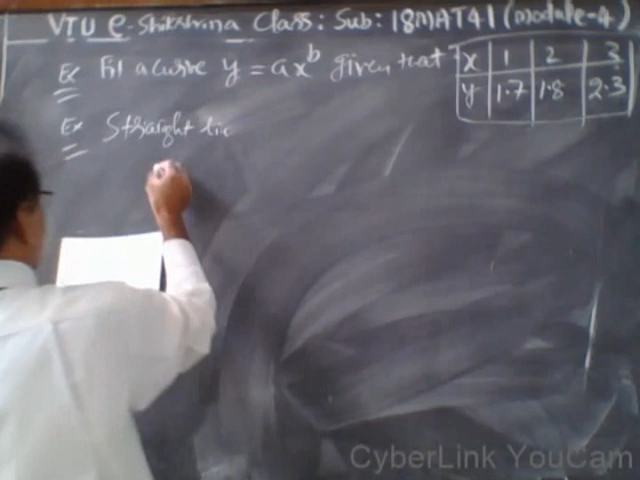 VTU e-Shikshana Class: Sub: 18MAT41 (module-4)
Ex Fit a curve y = ax^b given that x 1 2 3
y 1.7 1.8 2.3
Ex Straight
CyberLink YouCam